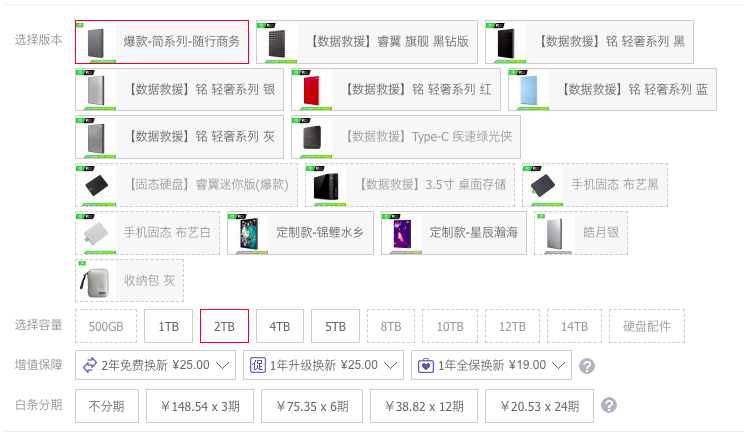 选择版本 爆款-简系列-随行商务 【数据救援】睿翼 旗舰 黑钻版 【数据救援】铭 轻奢系列 黑
【数据救援】铭 轻奢系列 银 【数据救援】铭 轻奢系列 红 【数据救援】铭 轻奢系列 蓝
【数据救援】铭 轻奢系列 灰 【数据救援】Type-C 疾速绿光侠
【固态硬盘】睿翼迷你版(爆款) 【数据救援】3.5寸 桌面存储 手机固态 布艺黑
手机固态 布艺白 定制款-锦鲤水乡 定制款-星辰瀚海 皓月银
收纳包 灰
选择容量 500GB 1TB 2TB 4TB 5TB 8TB 10TB 12TB 14TB 硬盘配件
增值保障 2年免费换新 ¥25.00 促 1年升级换新 ¥25.00 1年全保换新 ¥19.00 ?
白条分期 不分期 ￥148.54 x 3期 ￥75.35 x 6期 ￥38.82 x 12期 ￥20.53 x 24期 ?